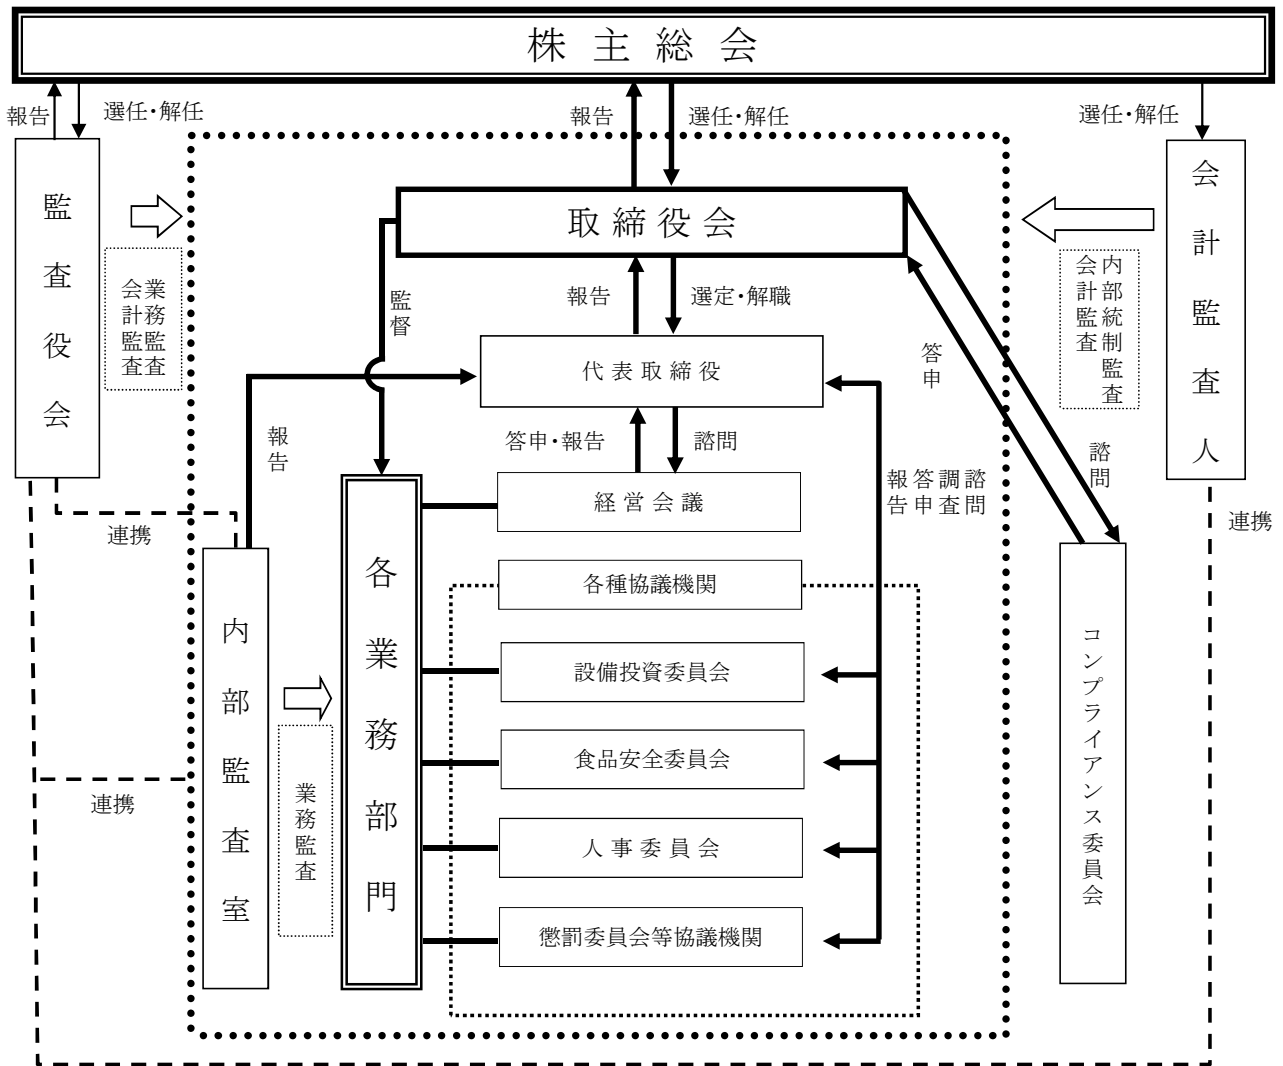 株主総会
報告
選任・解任
報告
選任・解任
選任・解任
監査役会
会計監査人
取締役会
業務監査
会計監査
内部統制監査
会計監査
監督
報告
選定・解職
答申
代表取締役
報告
答申・報告
諮問
諮問
経営会議
諮問
調査
答申
報告
連携
連携
各業務部門
各種協議機関
内部監査室
設備投資委員会
コンプライアンス委員会
食品安全委員会
業務監査
連携
人事委員会
懲罰委員会等協議機関